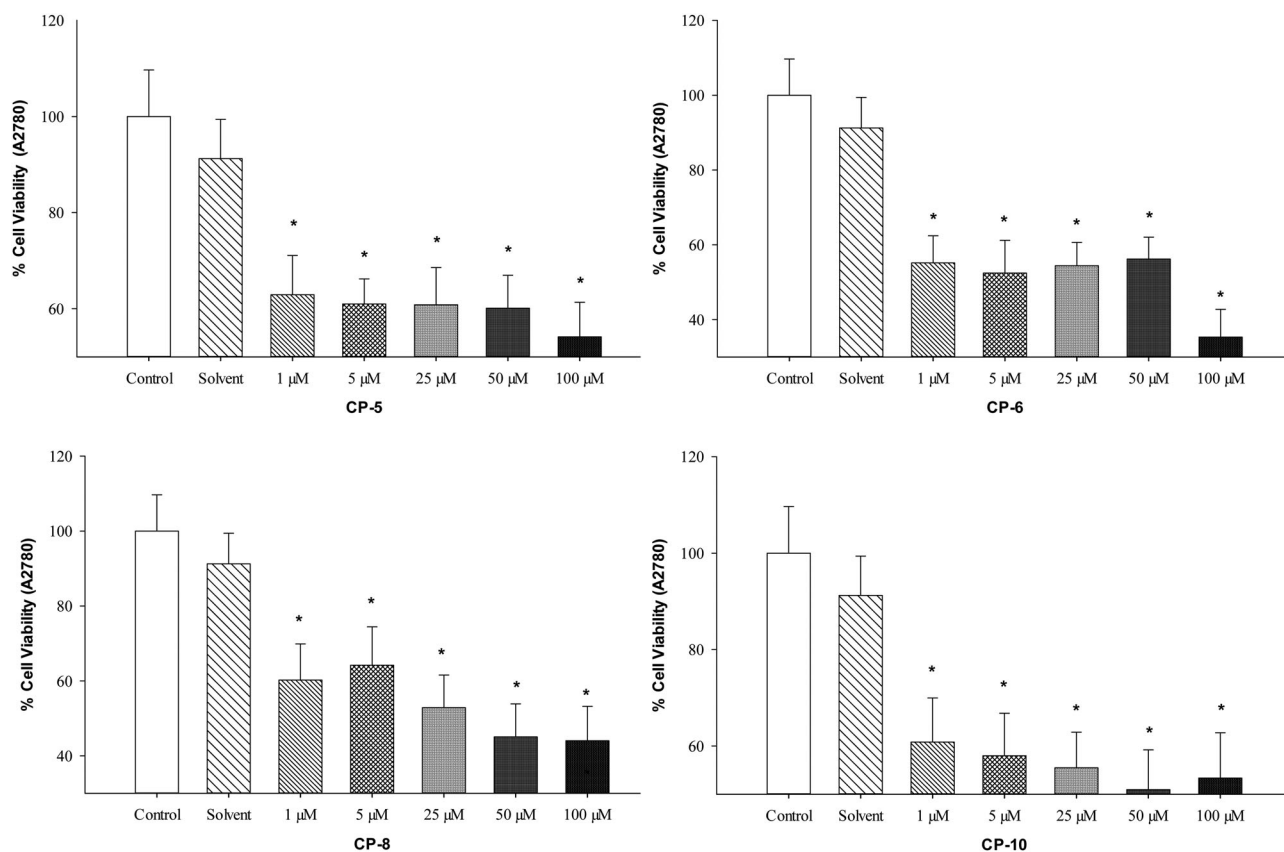 120
100
80
60
% Cell Viability (A2780)
* * * * *
Control Solvent 1 μM 5 μM 25 μM 50 μM 100 μM
CP-5
120
100
80
60
40
% Cell Viability (A2780)
* * * * *
Control Solvent 1 μM 5 μM 25 μM 50 μM 100 μM
CP-6
120
100
80
60
40
% Cell Viability (A2780)
* * * * *
Control Solvent 1 μM 5 μM 25 μM 50 μM 100 μM
CP-8
120
100
80
60
% Cell Viability (A2780)
* * * * *
Control Solvent 1 μM 5 μM 25 μM 50 μM 100 μM
CP-10